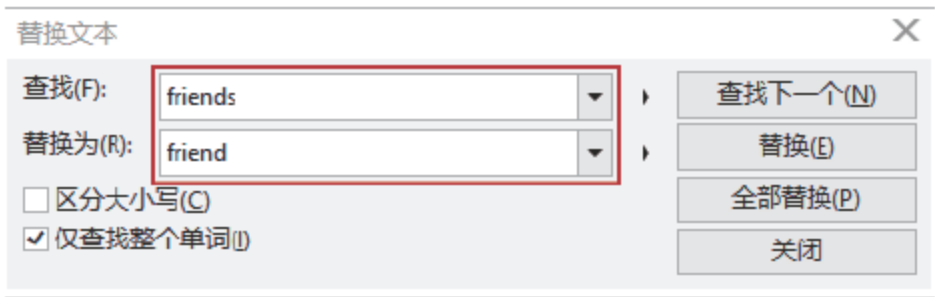 替换文本
查找(F): friends 查找下一个(N)
替换为(R): friend 替换(E)
区分大小写(C) 全部替换(P)
仅查找整个单词(I) 关闭